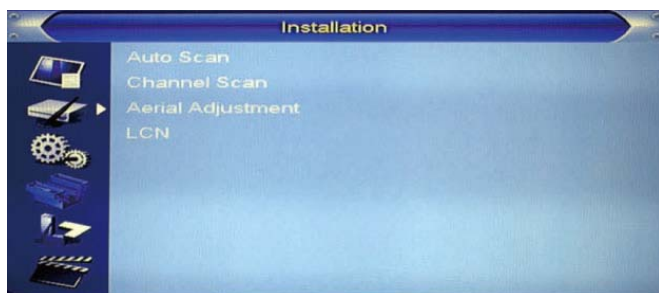 Installation
Auto Scan
Channel Scan
Aerial Adjustment
LCN